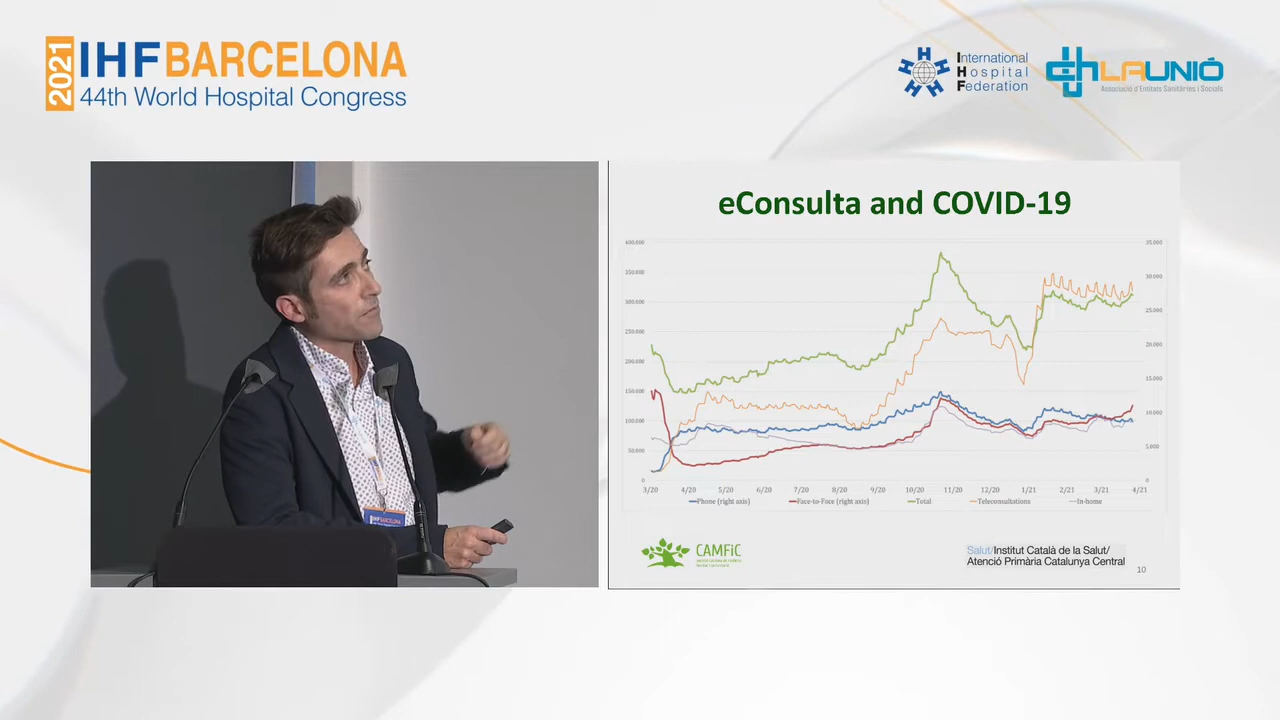 2021
IHF BARCELONA
44th World Hospital Congress
International
Hospital
Federation
LAUNIÓ
Associació d'Entitats Sanitàries i Socials
eConsulta and COVID-19
400.000
350.000
300.000
250.000
200.000
150.000
100.000
50.000
0
35.000
30.000
25.000
20.000
15.000
10.000
5.000
0
3/20 4/20 5/20 6/20 7/20 8/20 9/20 10/20 11/20 12/20 1/21 2/21 3/21 4/21
Phone (right axis) Face-to-Face (right axis) Total Teleconsultations In-home
CAMFiC
Salut/Institut Català de la Salut/
Atenció Primària Catalunya Central
10
IHF BARCELONA